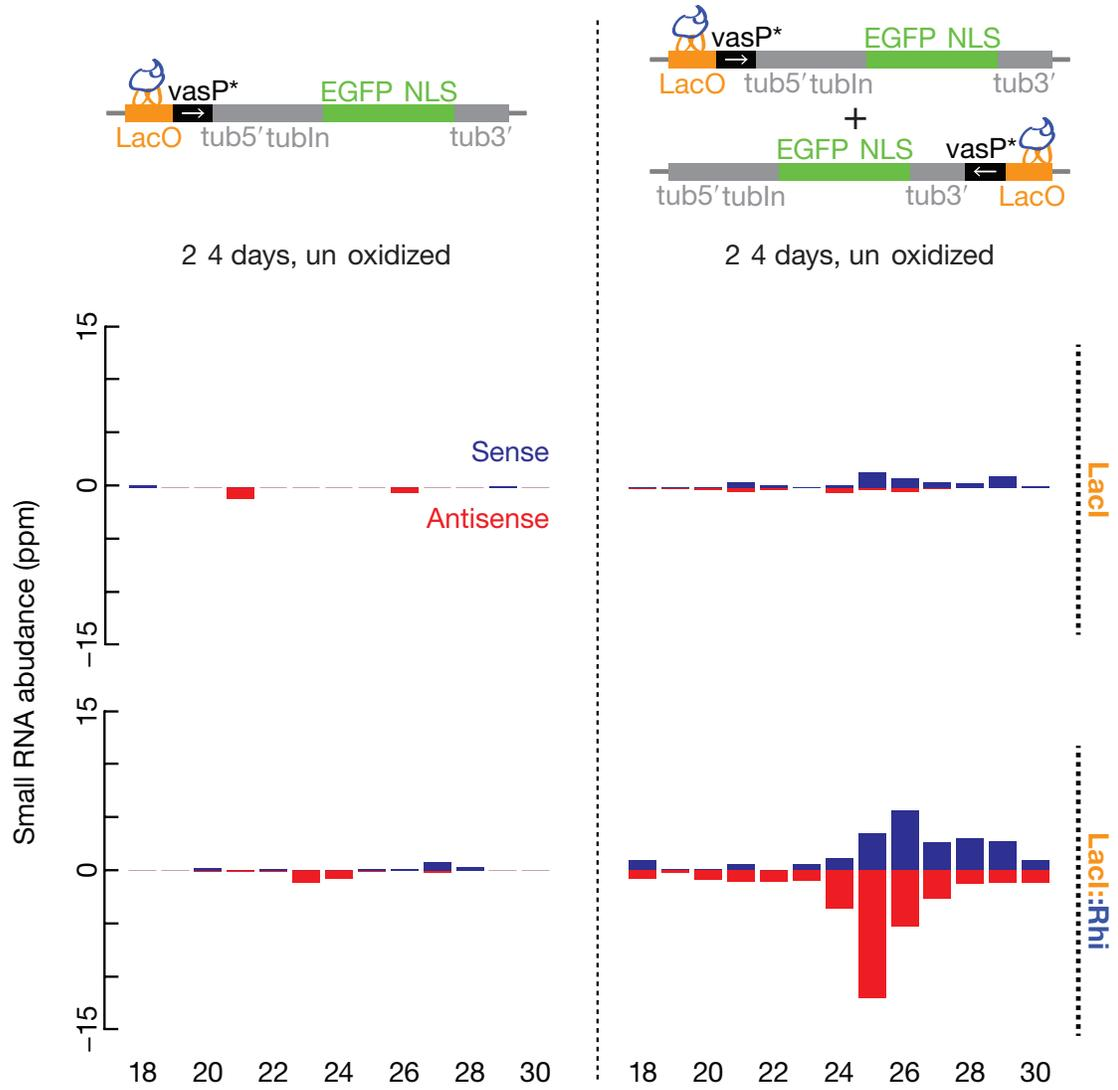 vasP*
EGFP NLS
LacO
tub5′ tubIn
tub3′
2 4 days, un oxidized
vasP*
EGFP NLS
LacO
tub5′ tubIn
tub3′
+
EGFP NLS
vasP*
tub5′ tubIn
tub3′
LacO
2 4 days, un oxidized
Small RNA abudance (ppm)
15
0
−15
Sense
Antisense
LacI
15
0
−15
LacI::Rhi
18 20 22 24 26 28 30
18 20 22 24 26 28 30